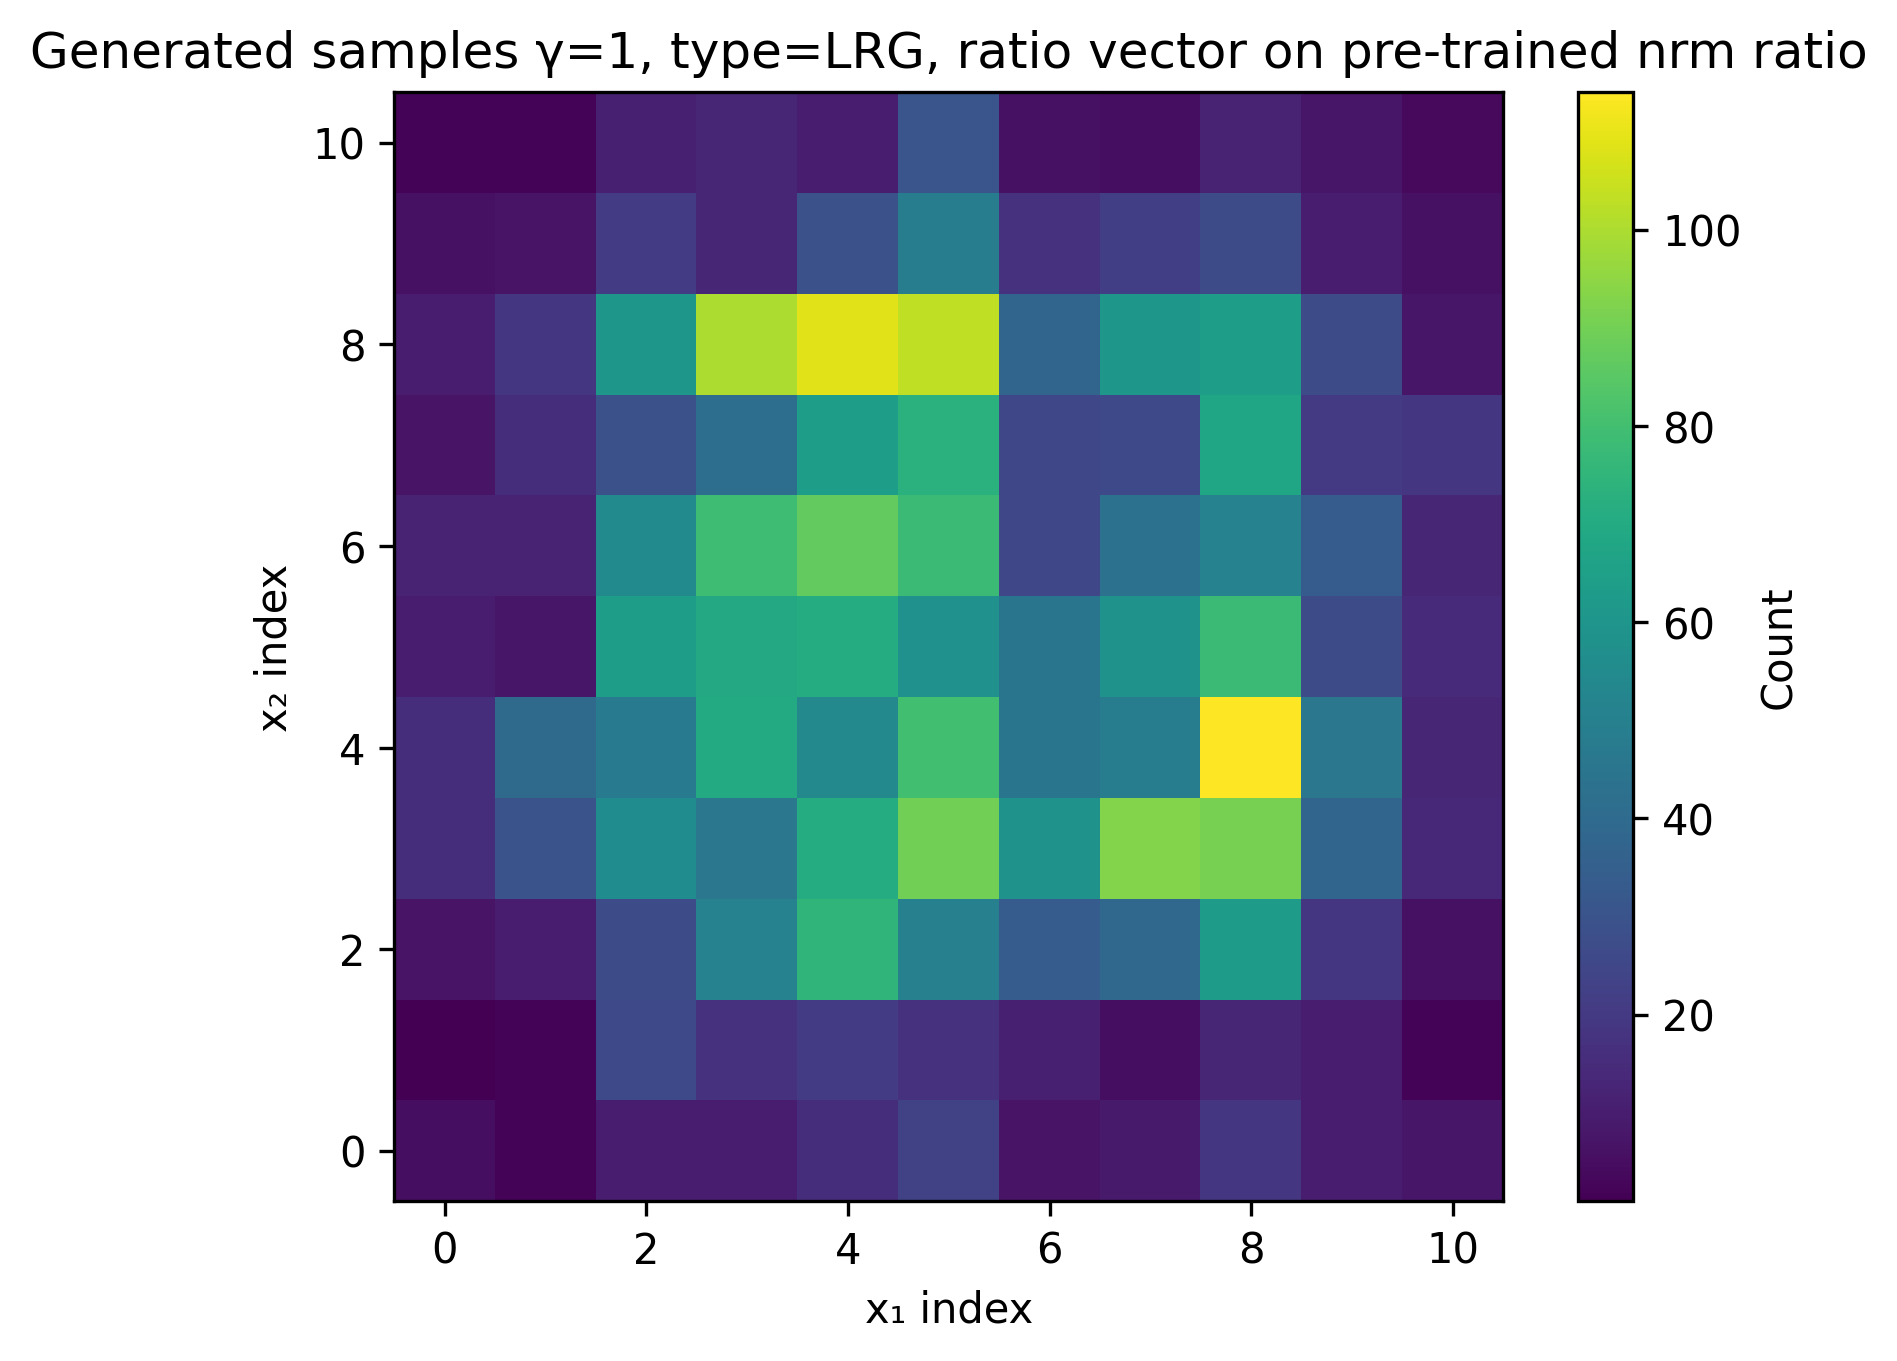 Generated samples γ=1, type=LRG, ratio vector on pre-trained nrm ratio
10
8
6
4
2
0
x₂ index
0 2 4 6 8 10
x₁ index
100
80
60
40
20
Count